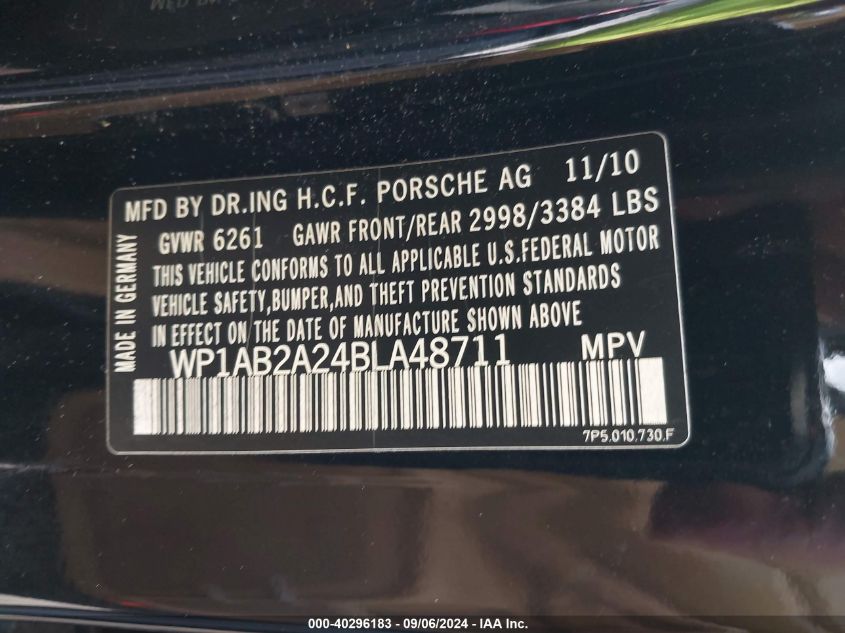 MFD BY DR.ING H.C.F. PORSCHE AG 11/10
GVWR 6261 GAWR FRONT/REAR 2998/3384 LBS
THIS VEHICLE CONFORMS TO ALL APPLICABLE U.S.FEDERAL MOTOR
VEHICLE SAFETY,BUMPER,AND THEFT PREVENTION STANDARDS
IN EFFECT ON THE DATE OF MANUFACTURE SHOWN ABOVE
MADE IN GERMANY
WP1AB2A24BLA48711 MPV
7P5.010.730.F
000-40296183 - 09/06/2024 - IAA Inc.